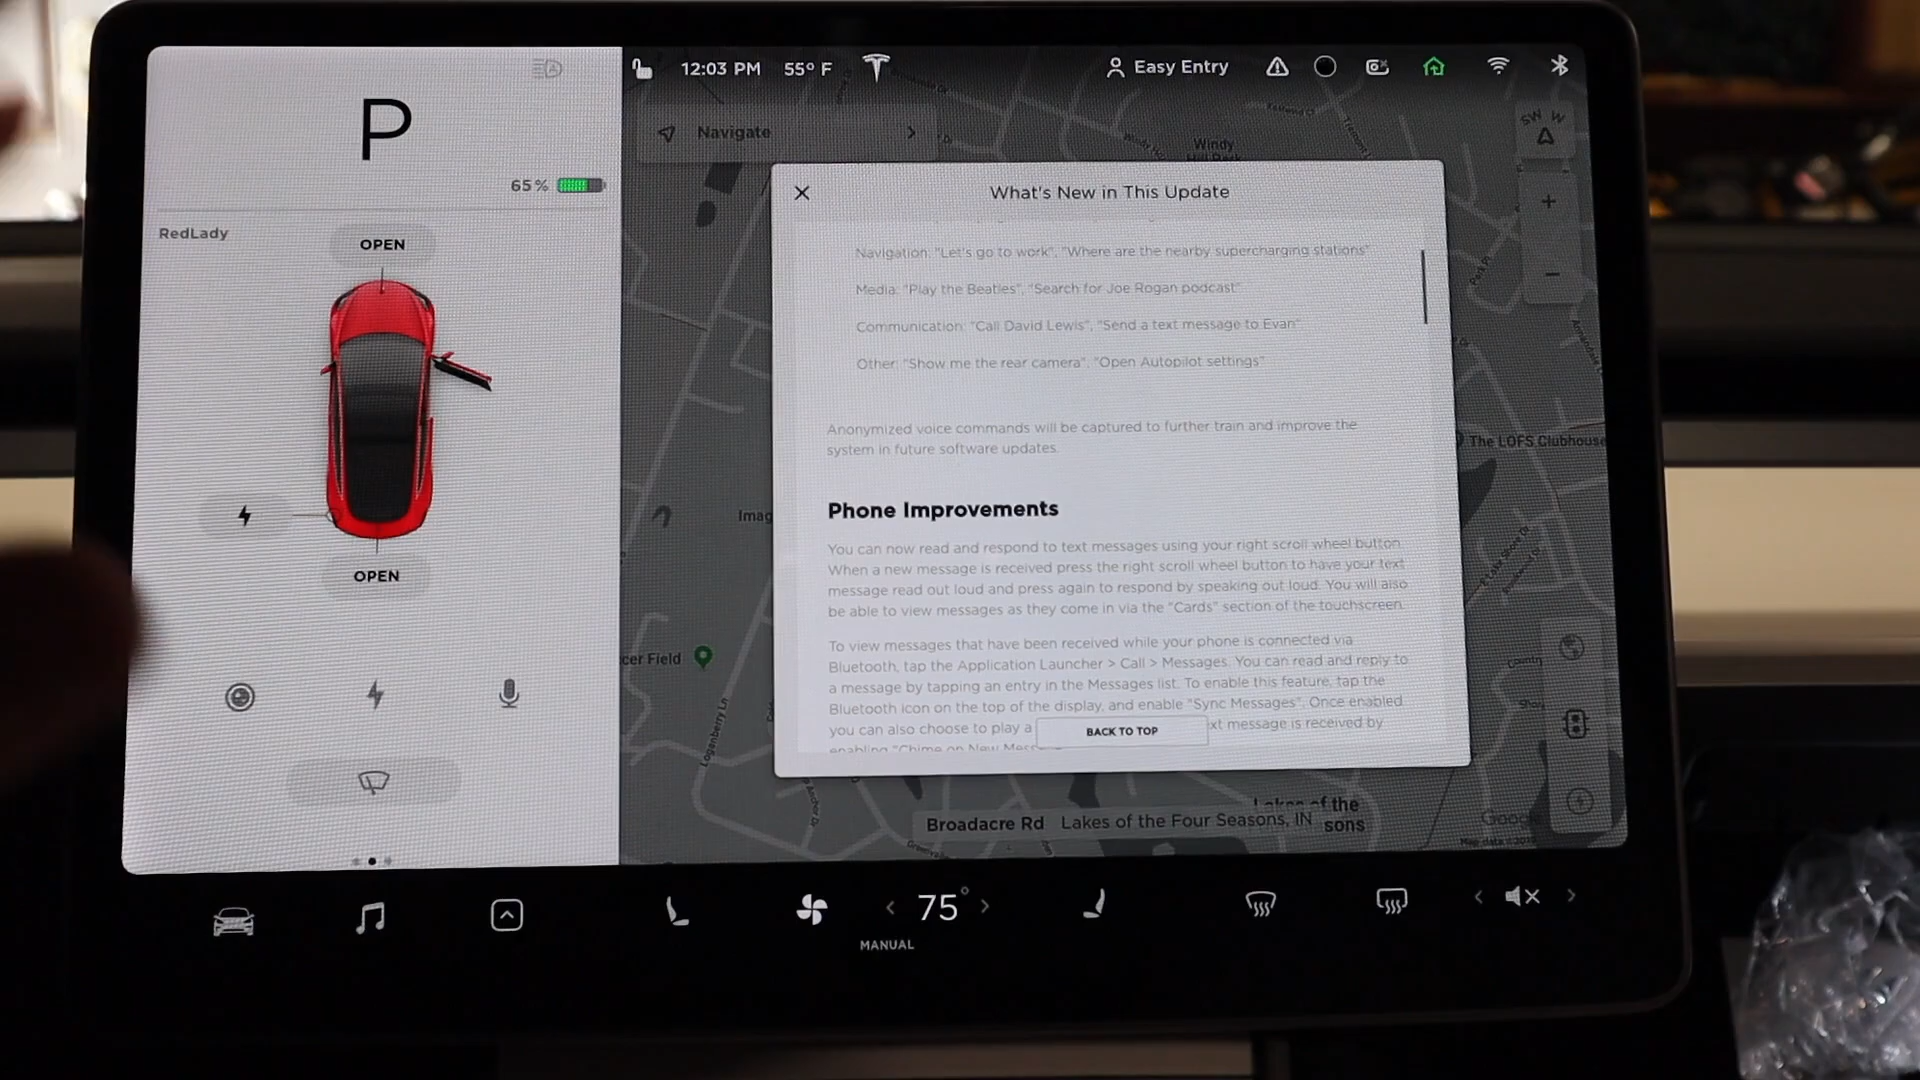 P
65%
RedLady
OPEN
OPEN
12:03 PM 55° F
Easy Entry
Navigate
Windy
SW W
What's New in This Update
Navigation: "Let's go to work", "Where are the nearby supercharging stations"
Media: "Play the Beatles", "Search for Joe Rogan podcast"
Communication: "Call David Lewis", "Send a text message to Evan"
Other: "Show me the rear camera", "Open Autopilot settings"
Anonymized voice commands will be captured to further train and improve the
system in future software updates.
Phone Improvements
You can now read and respond to text messages using your right scroll wheel button.
When a new message is received press the right scroll wheel button to have your text
message read out loud and press again to respond by speaking out loud. You will also
be able to view messages as they come in via the "Cards" section of the touchscreen.
To view messages that have been received while your phone is connected via
Bluetooth, tap the Application Launcher > Call > Messages. You can read and reply to
a message by tapping an entry in the Messages list. To enable this feature, tap the
Bluetooth icon on the top of the display, and enable "Sync Messages". Once enabled
you can also choose to play a xt message is received by
BACK TO TOP
The LOFS Clubhouse
Imag
cer Field
Loganberry Ln
Lakes of the
sons
Broadacre Rd Lakes of the Four Seasons, IN
75°
MANUAL